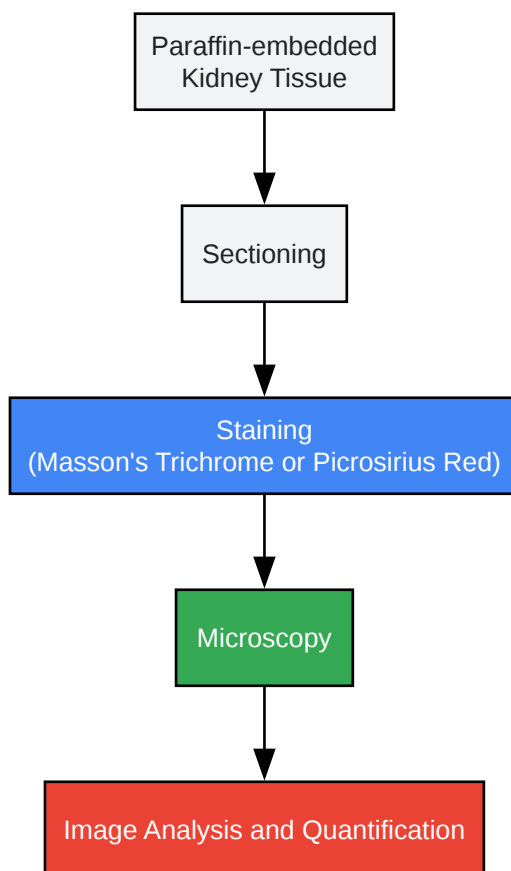 Paraffin-embedded
Kidney Tissue
Sectioning
Staining
(Masson's Trichrome or Picrosirius Red)
Microscopy
Image Analysis and Quantification